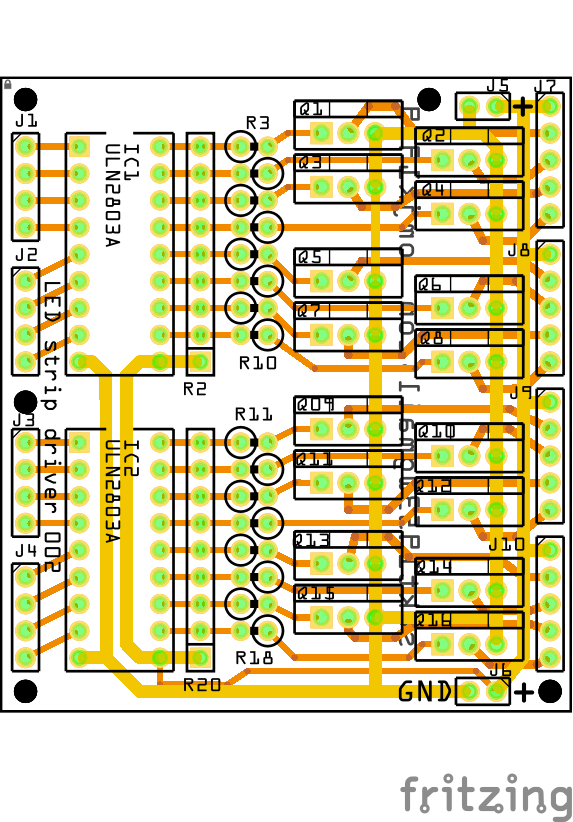 J1
J5
J7
+
R3
Q1
IC1
ULN2803A
Q2
Q3
Q4
J2
J8
Q5
Q6
Q7
Q8
R10
R2
LED strip driver 002
J9
J3
R11
Q09
Q10
IC2
ULN2803A
Q11
Q12
Q13
J10
J4
Q14
Q15
Q16
R18
R20
J6
GND
+
fritzing